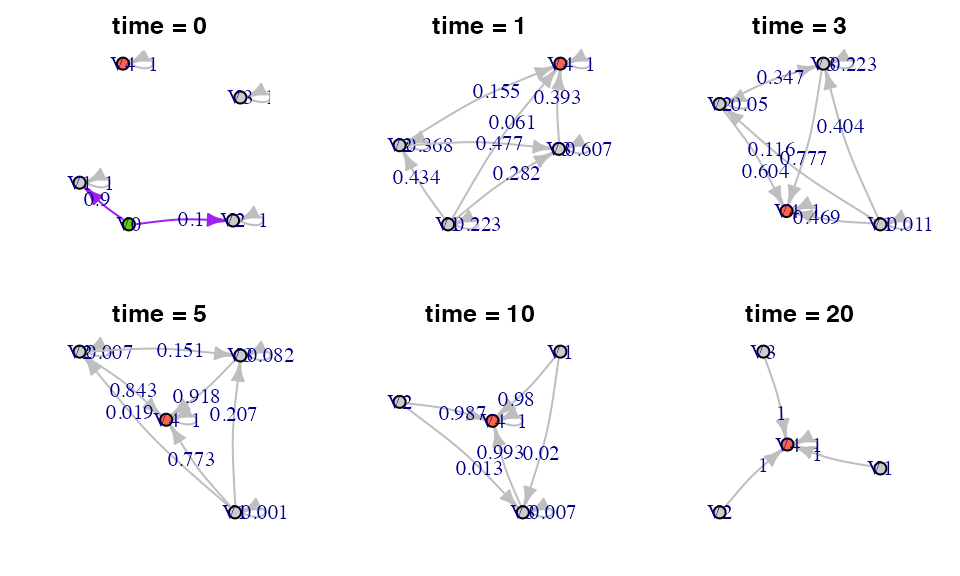 time = 0
V4 1
V3 1
V1 1
0.9
V0
0.1
V2 1
time = 1
V4 1
0.155
0.393
0.061
V2 0.368
0.477
V3 0.607
0.434
0.282
V1 0.223
time = 3
V3 0.223
0.347
V2 0.05
0.404
0.116
0.777
0.604
V4 1
0.469
V1 0.011
time = 5
V2 0.007
0.151
V3 0.082
0.843
0.918
0.019
V4 1
0.207
0.773
V1 0.001
time = 10
V1
V2
0.98
0.987
V4 1
0.993
0.02
0.013
V3 0.007
time = 20
V3
1
V4 1
1
1
V1
V2